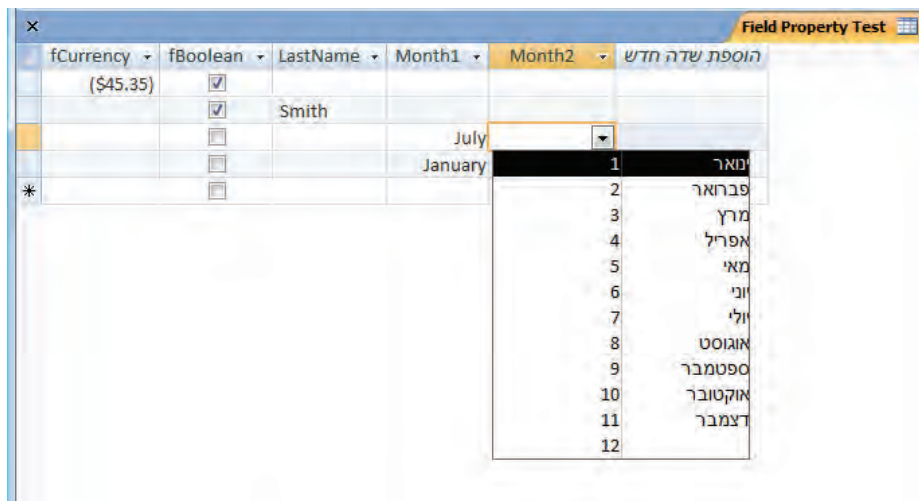 Field Property Test
fCurrency fBoolean LastName Month1 Month2 הוספת שדה חדש
($45.35)
Smith
July
January
1 ינואר
2 פברואר
3 מרץ
4 אפריל
5 מאי
6 יוני
7 יולי
8 אוגוסט
9 ספטמבר
10 אוקטובר
11 דצמבר
12